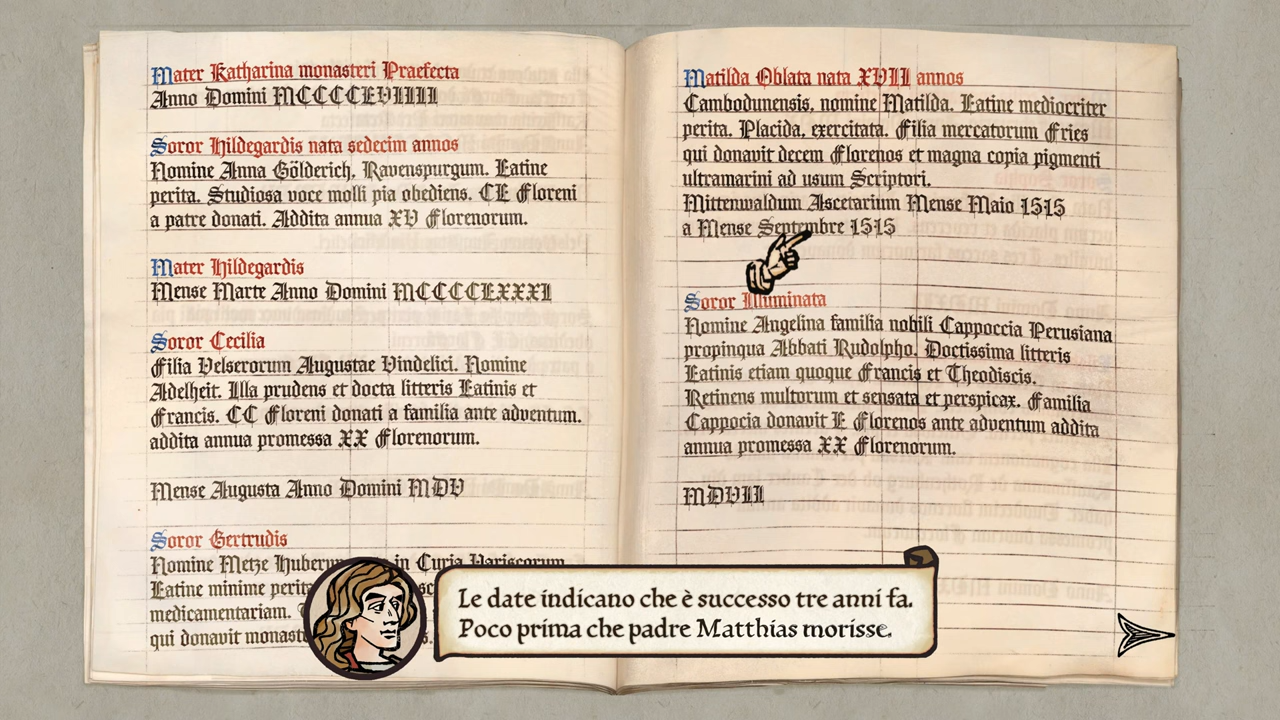 Mater Katharina monasteri Praefecta
Anno Domini MCCCCLVIIII
Soror Hildegardis nata sedecim annos
Nomine Anna Gölderich, Ravenspurgum. Latine
perita. Studiosa voce molli pia obediens. CL Floreni
a patre donati. Addita annua XV Florenorum.
Mater Hildegardis
Mense Marte Anno Domini MCCCCLXXXI
Soror Cecilia
Filia Velserorum Augustae Vindelici. Nomine
Adelheit. Illa prudens et docta litteris Latinis et
Francis. CC Floreni donati a familia ante adventum.
addita annua promessa XX Florenorum.
Mense Augusta Anno Domini MDV
Soror Gertrudis
Nomine Metze in Curia Variscorum
Latine minime
medicamentariam.
qui donavit
Matilda Oblata nata XVII annos
Cambodunensis, nomine Matilda. Latine mediocriter
perita. Placida, exercitata. Filia mercatorum Fries
qui donavit decem Florenos et magna copia pigmenti
ultramarini ad usum Scriptori.
Mittenwaldum Ascetarium Mense Maio 1515
a Mense Septembre 1515
Soror Illuminata
Nomine Angelina familia nobili Cappoccia Perusiana
propinqua Abbati Rudolpho. Doctissima litteris
Latinis etiam quoque Francis et Theodiscis.
Retinens multorum et sensata et perspicax. Familia
Cappocia donavit L Florenos ante adventum addita
annua promessa XX Florenorum.
MDVII
Le date indicano che è successo tre anni fa.
Poco prima che padre Matthias morisse.